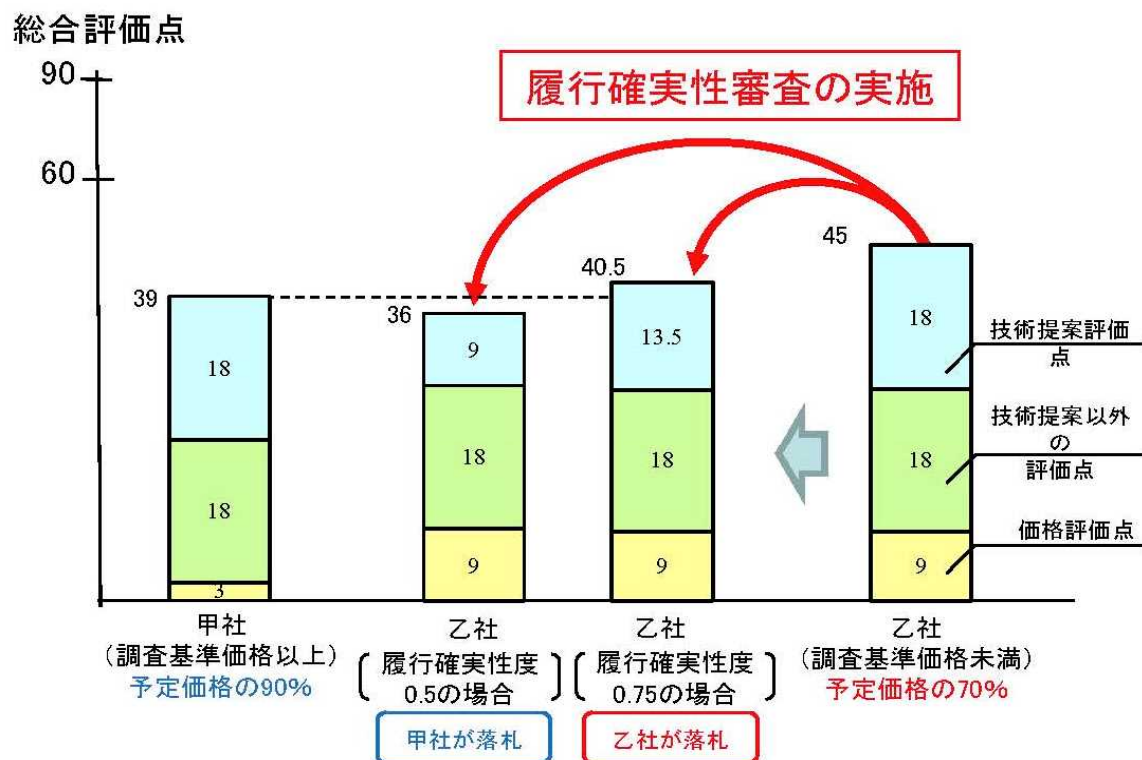 総合評価点
90
60
履行確実性審査の実施
39
18
18
3
36
9
18
9
40.5
13.5
18
9
45
18
18
9
技術提案評価
点
技術提案以外
の
評価点
価格評価点
甲社
（調査基準価格以上）
予定価格の90%
乙社
履行確実性度
0.5の場合
甲社が落札
乙社
履行確実性度
0.75の場合
乙社が落札
乙社
（調査基準価格未満）
予定価格の70%